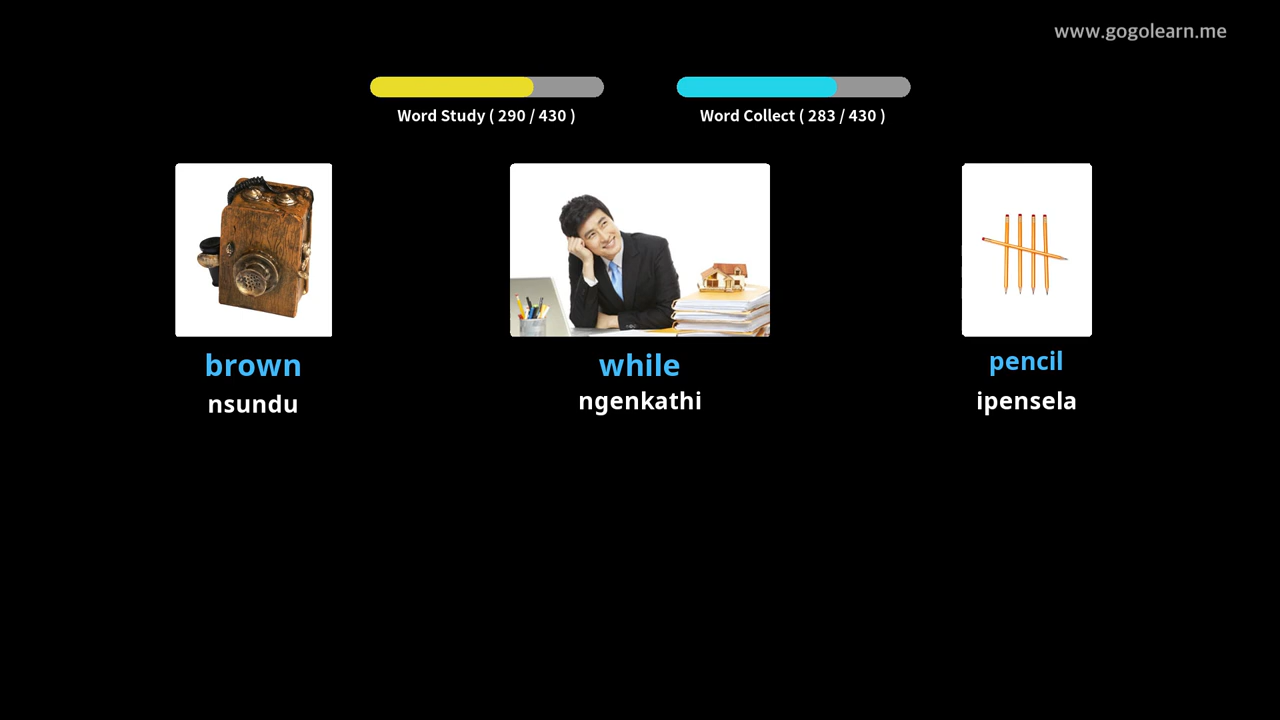 www.gogolearn.me
Word Study ( 290 / 430 )
Word Collect ( 283 / 430 )
brown
nsundu
while
ngenkathi
pencil
ipensela